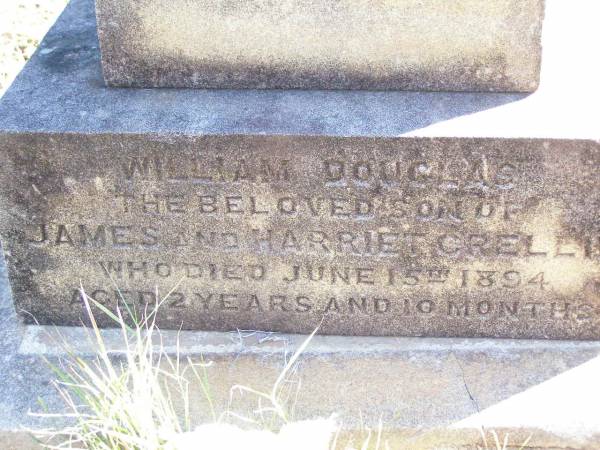 WILLIAM DOUGLAS
THE BELOVED SON OF
JAMES AND HARRIET CRELLIN
WHO DIED JUNE 15TH 1894
AGED 2 YEARS AND 10 MONTHS